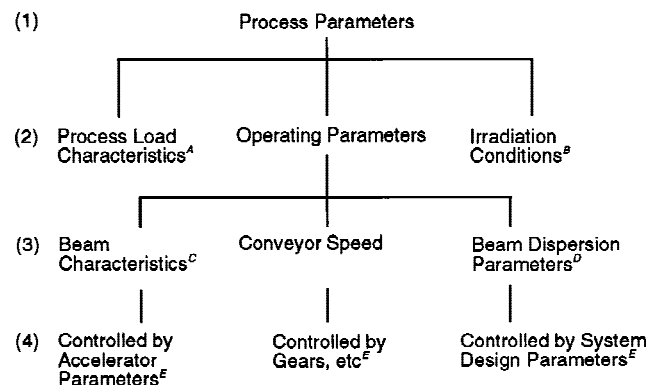 (1) Process Parameters
(2) Process Load Characteristics^A Operating Parameters Irradiation Conditions^B
(3) Beam Characteristics^C Conveyor Speed Beam Dispersion Parameters^D
(4) Controlled by Accelerator Parameters^E Controlled by Gears, etc^E Controlled by System Design Parameters^E